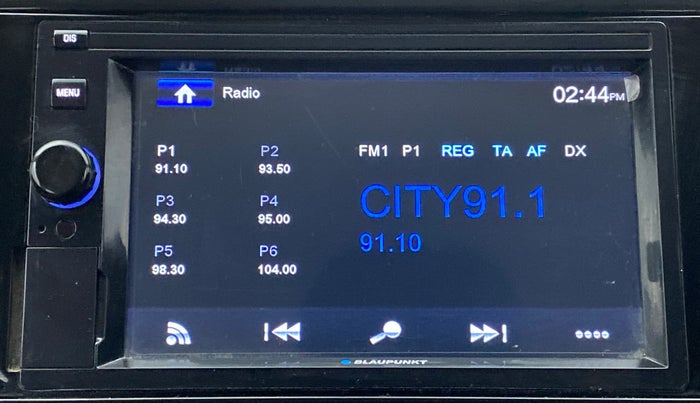 DIS
MENU
Radio
02:44PM
P1 P2
91.10 93.50
P3 P4
94.30 95.00
P5 P6
98.30 104.00
FM1 P1 REG TA AF DX
CITY91.1
91.10
BLAUPUNKT